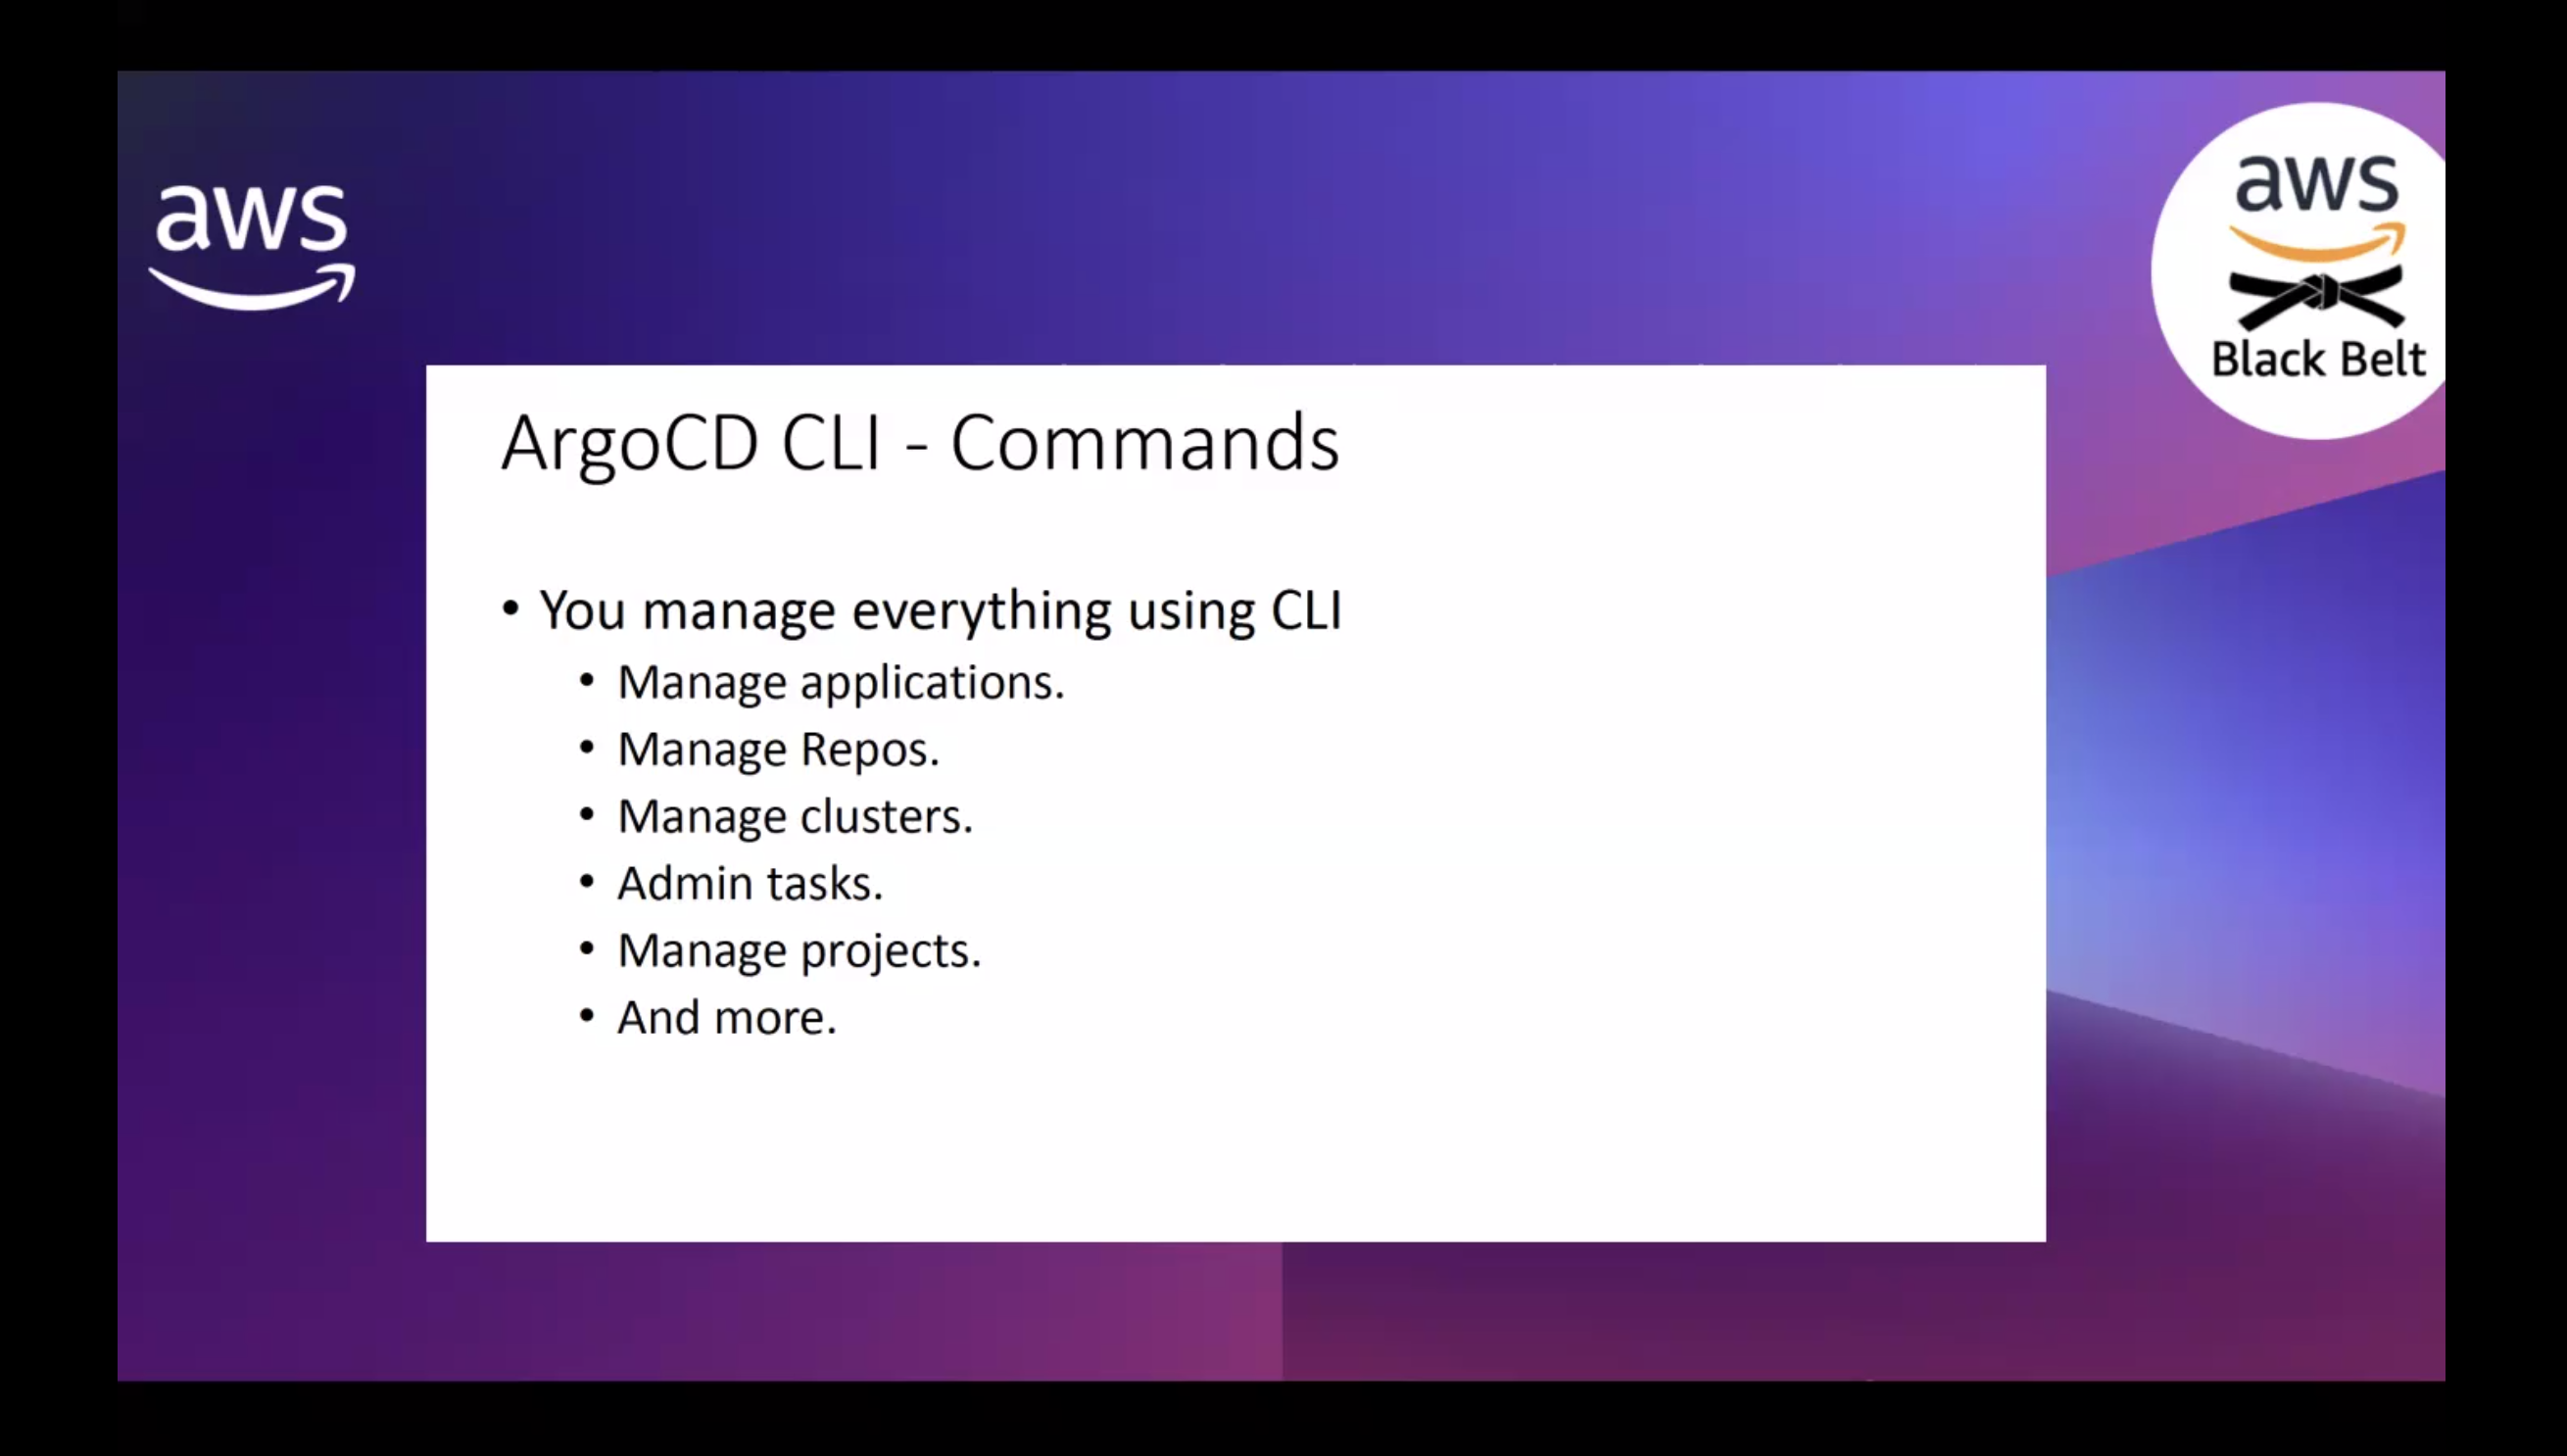 aws
aws
Black Belt
ArgoCD CLI - Commands
• You manage everything using CLI
• Manage applications.
• Manage Repos.
• Manage clusters.
• Admin tasks.
• Manage projects.
• And more.